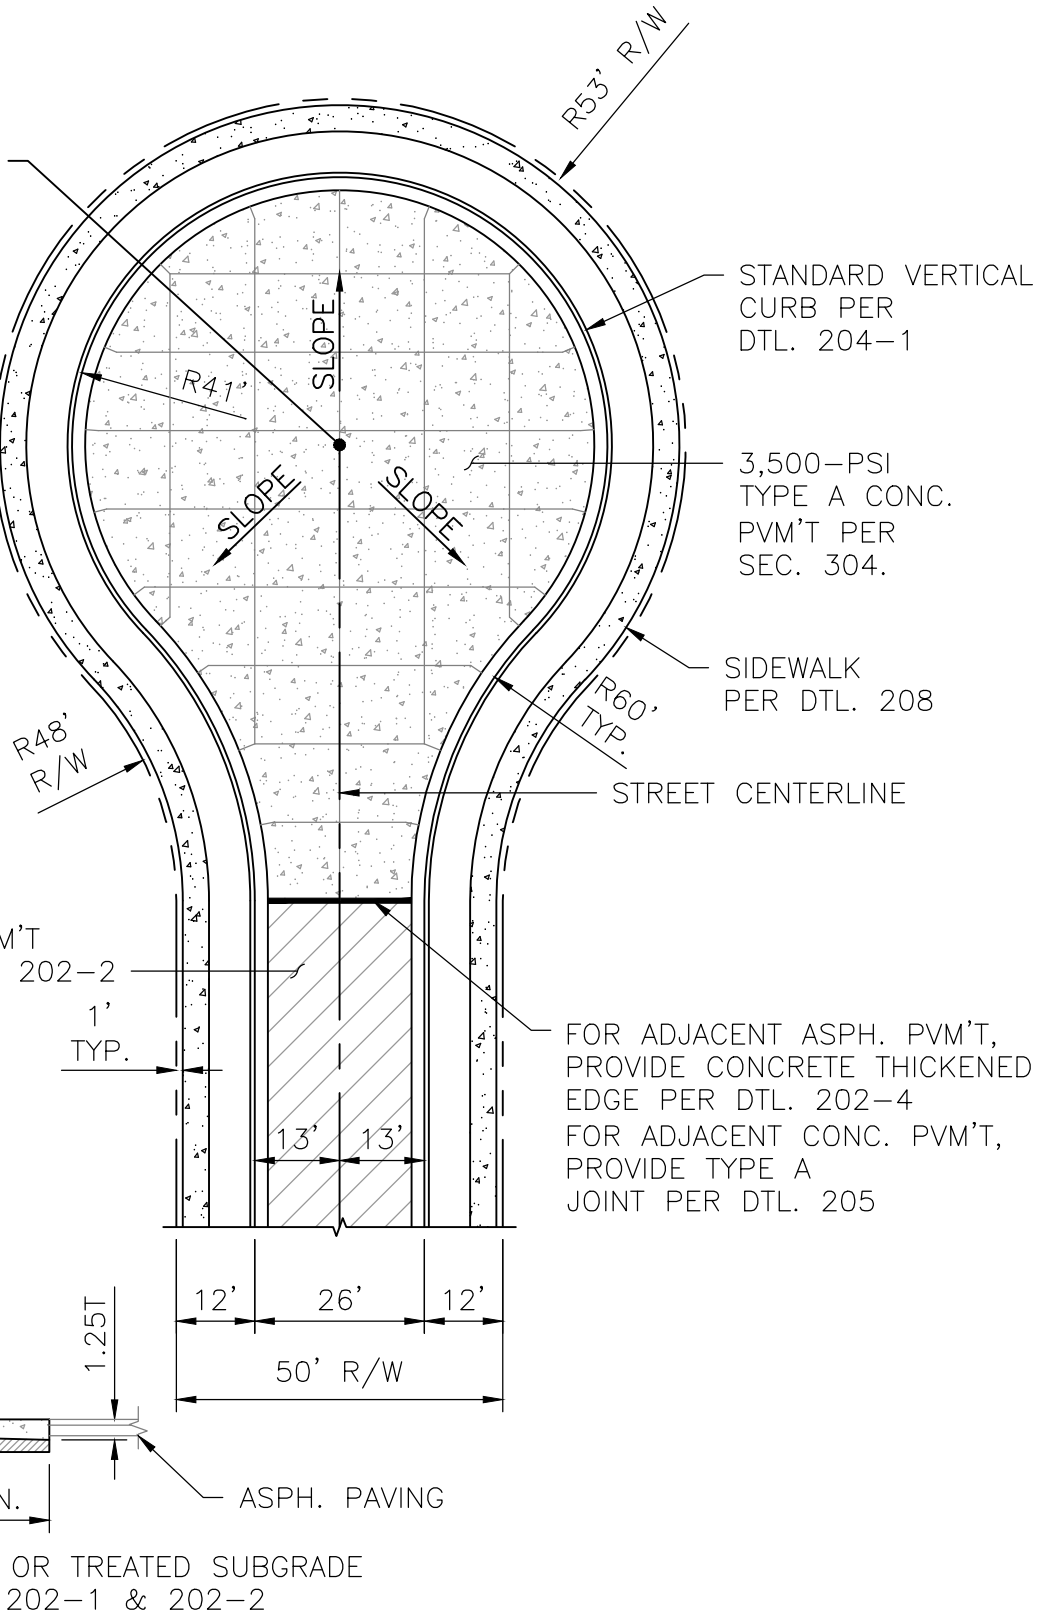 R53' R/W
STANDARD VERTICAL
CURB PER
DTL. 204-1
SLOPE
R41'
3,500-PSI
TYPE A CONC.
PVM'T PER
SEC. 304.
SLOPE
SLOPE
SIDEWALK
PER DTL. 208
R60'
TYP.
R48'
R/W
STREET CENTERLINE
M'T
202-2
1'
TYP.
FOR ADJACENT ASPH. PVM'T,
PROVIDE CONCRETE THICKENED
EDGE PER DTL. 202-4
FOR ADJACENT CONC. PVM'T,
PROVIDE TYPE A
JOINT PER DTL. 205
13' 13'
12' 26' 12'
50' R/W
1.25T
N.
ASPH. PAVING
OR TREATED SUBGRADE
202-1 & 202-2